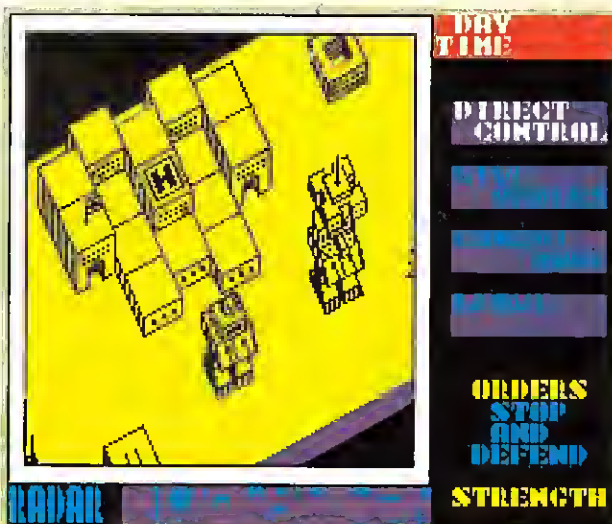 DAY
TIME
DIRECT
CONTROL
H
ORDERS
STOP
AND
DEFEND
RADAR
STRENGTH